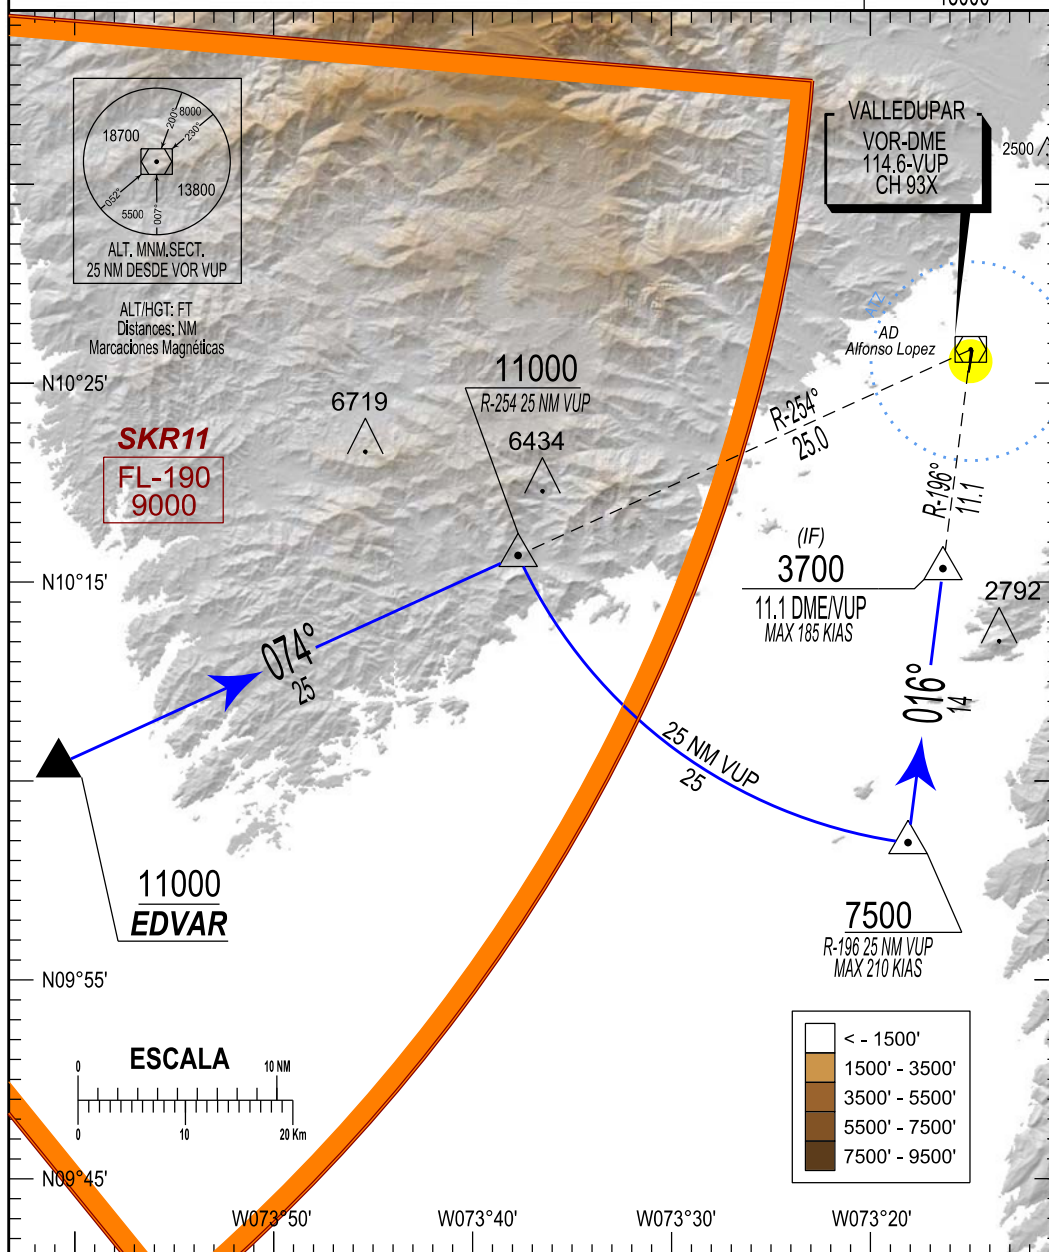 VALLEDUPAR
VOR-DME
114.6-VUP
CH 93X
2500
18700
200°
8000
230°
13800
052°
5500
007°
ALT. MNM.SECT.
25 NM DESDE VOR VUP
ALT/HGT: FT
Distances: NM
Marcaciones Magnéticas
AD
Alfonso Lopez
N10°25'
11000
R-254 25 NM VUP
6719
6434
SKR11
FL-190
9000
R-254°
25.0
R-196°
11.1
(IF)
3700
11.1 DME/VUP
MAX 185 KIAS
N10°15'
2792
074°
25
016°
14
25 NM VUP
25
11000
EDVAR
7500
R-196 25 NM VUP
MAX 210 KIAS
N09°55'
ESCALA
0
10 NM
0
10
20 Km
< - 1500'
1500' - 3500'
3500' - 5500'
5500' - 7500'
7500' - 9500'
N09°45'
W073°50'
W073°40'
W073°30'
W073°20'